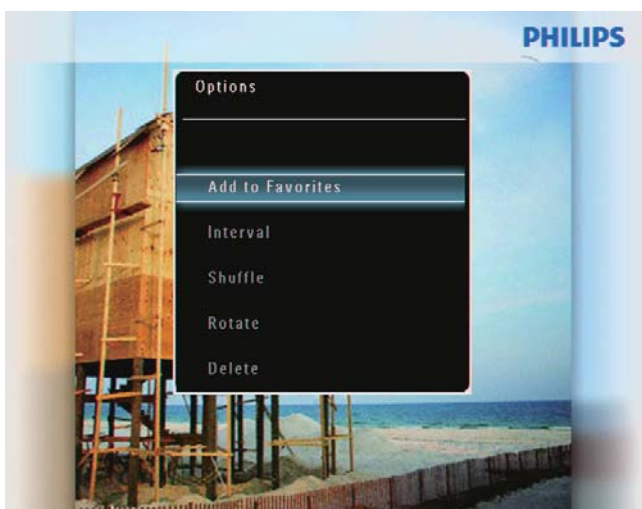 PHILIPS
Options
Add to Favorites
Interval
Shuffle
Rotate
Delete